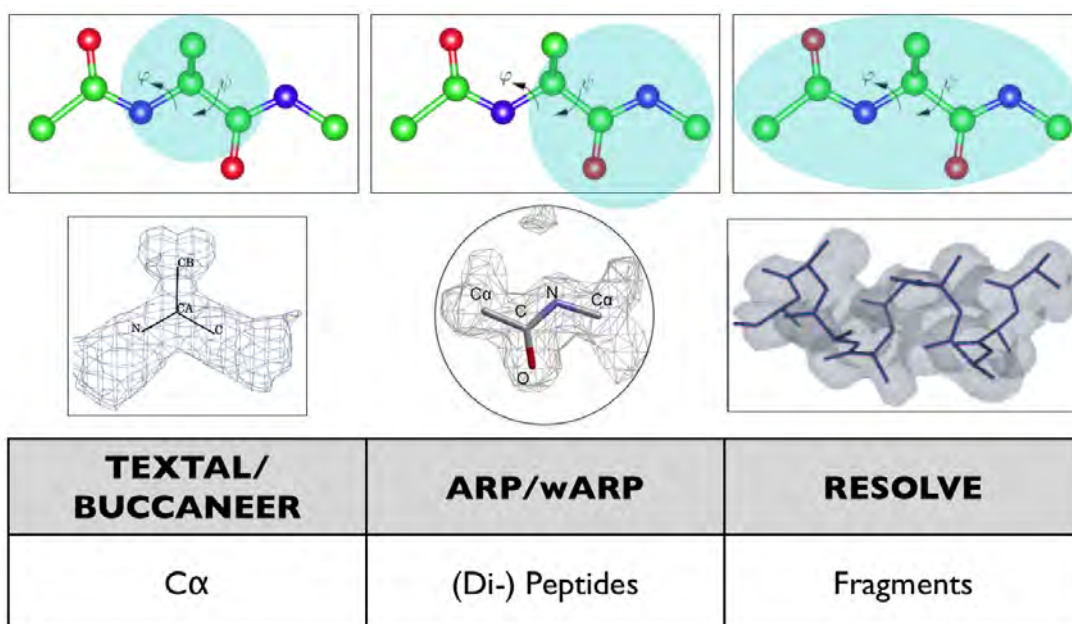 φ ψ
φ ψ
φ ψ
CB
CA
N C
Cα N Cα
C
O
TEXTAL/
BUCCANEER
ARP/wARP
RESOLVE
Cα
(Di-) Peptides
Fragments